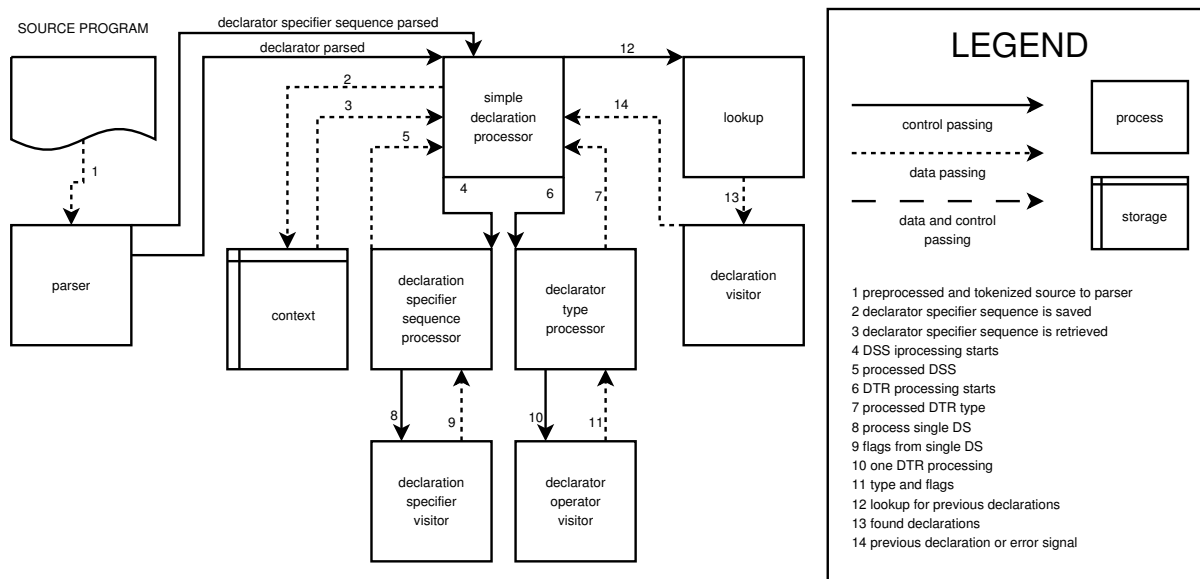 SOURCE PROGRAM
declarator specifier sequence parsed
declarator parsed
1
2
3
5
4
6
7
12
14
13
8
9
10
11
simple
declaration
processor
lookup
parser
context
declaration
specifier
sequence
processor
declarator
type
processor
declaration
visitor
declaration
specifier
visitor
declarator
operator
visitor
LEGEND
control passing
process
data passing
data and control
passing
storage
1 preprocessed and tokenized source to parser
2 declarator specifier sequence is saved
3 declarator specifier sequence is retrieved
4 DSS iprocessing starts
5 processed DSS
6 DTR processing starts
7 processed DTR type
8 process single DS
9 flags from single DS
10 one DTR processing
11 type and flags
12 lookup for previous declarations
13 found declarations
14 previous declaration or error signal